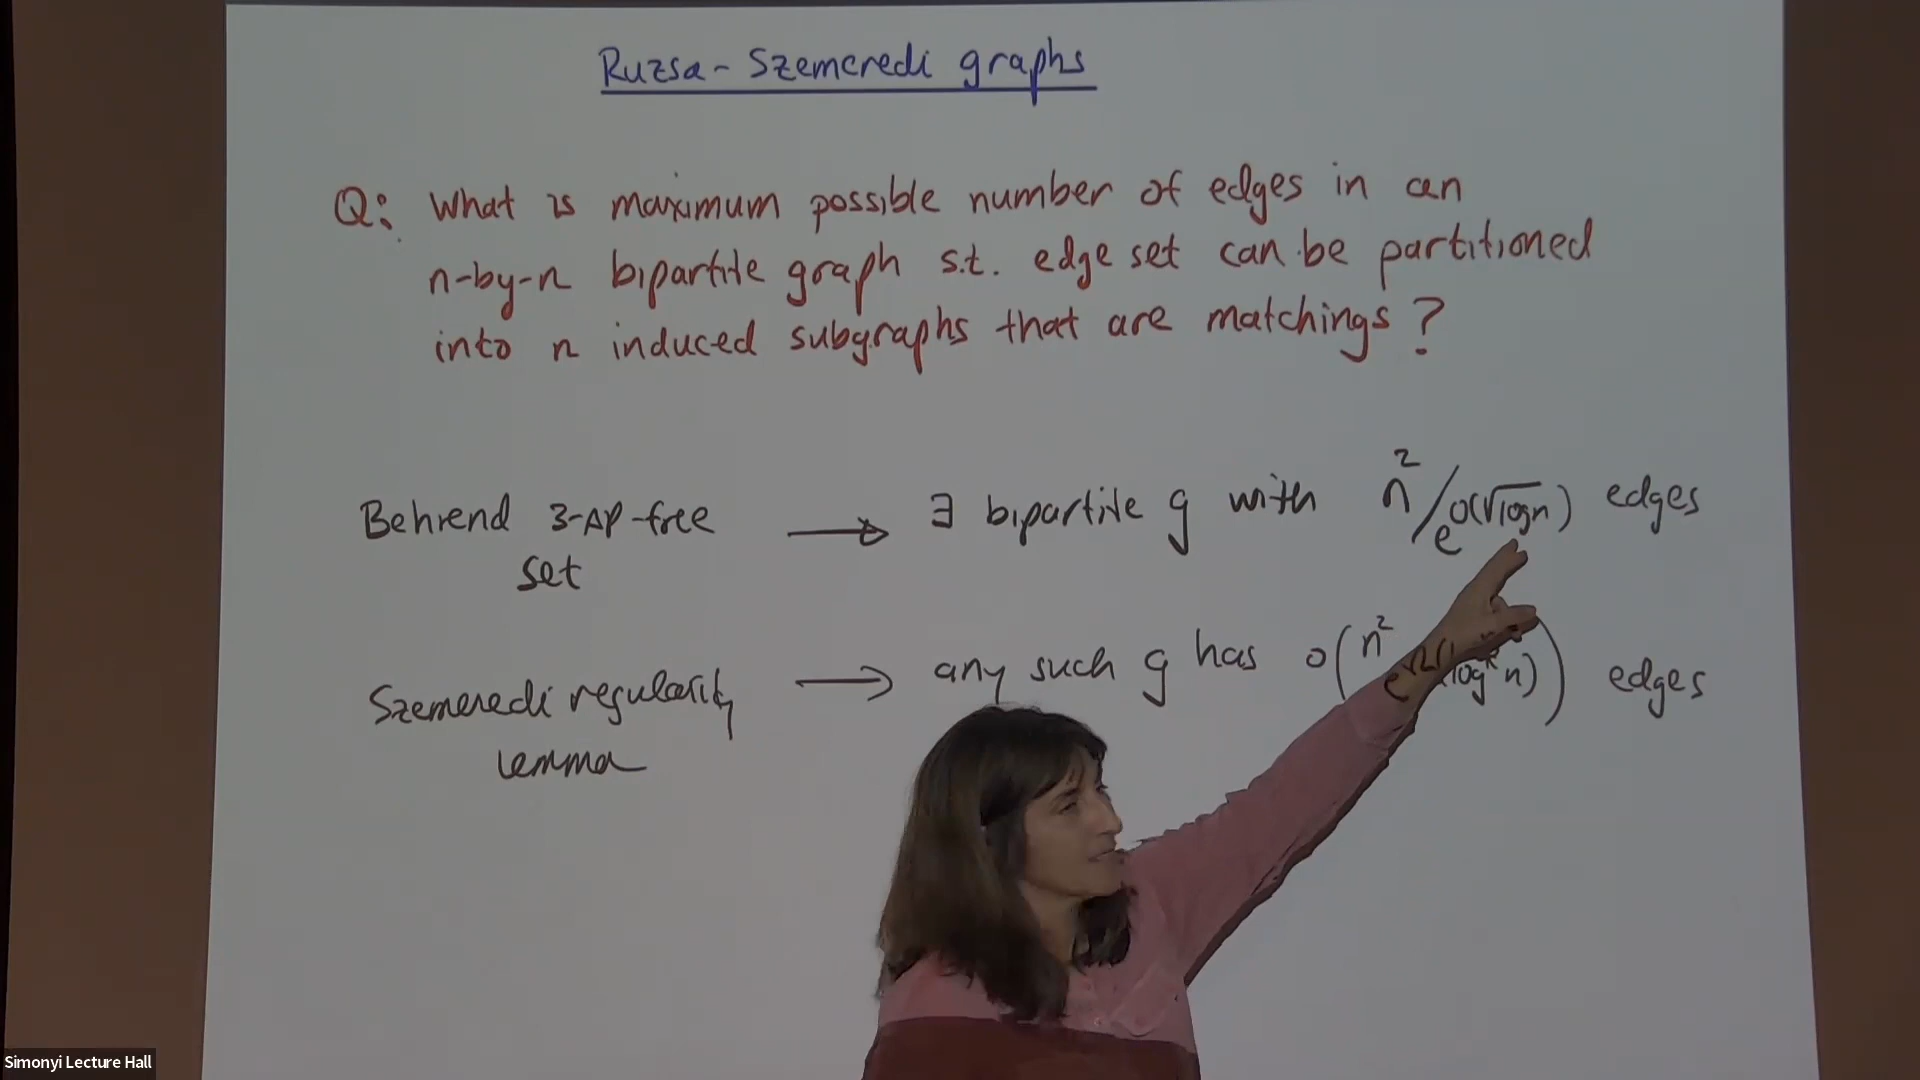 Ruzsa - Szemeredi graphs
Q: What is maximum possible number of edges in an
n-by-n bipartite graph s.t. edge set can be partitioned
into n induced subgraphs that are matchings?
Behrend 3-AP-free → ∃ bipartite g with n²/e^O(√logn) edges
set
Szemeredi regularity → any such g has O(n² log* n)) edges
lemma
Simonyi Lecture Hall